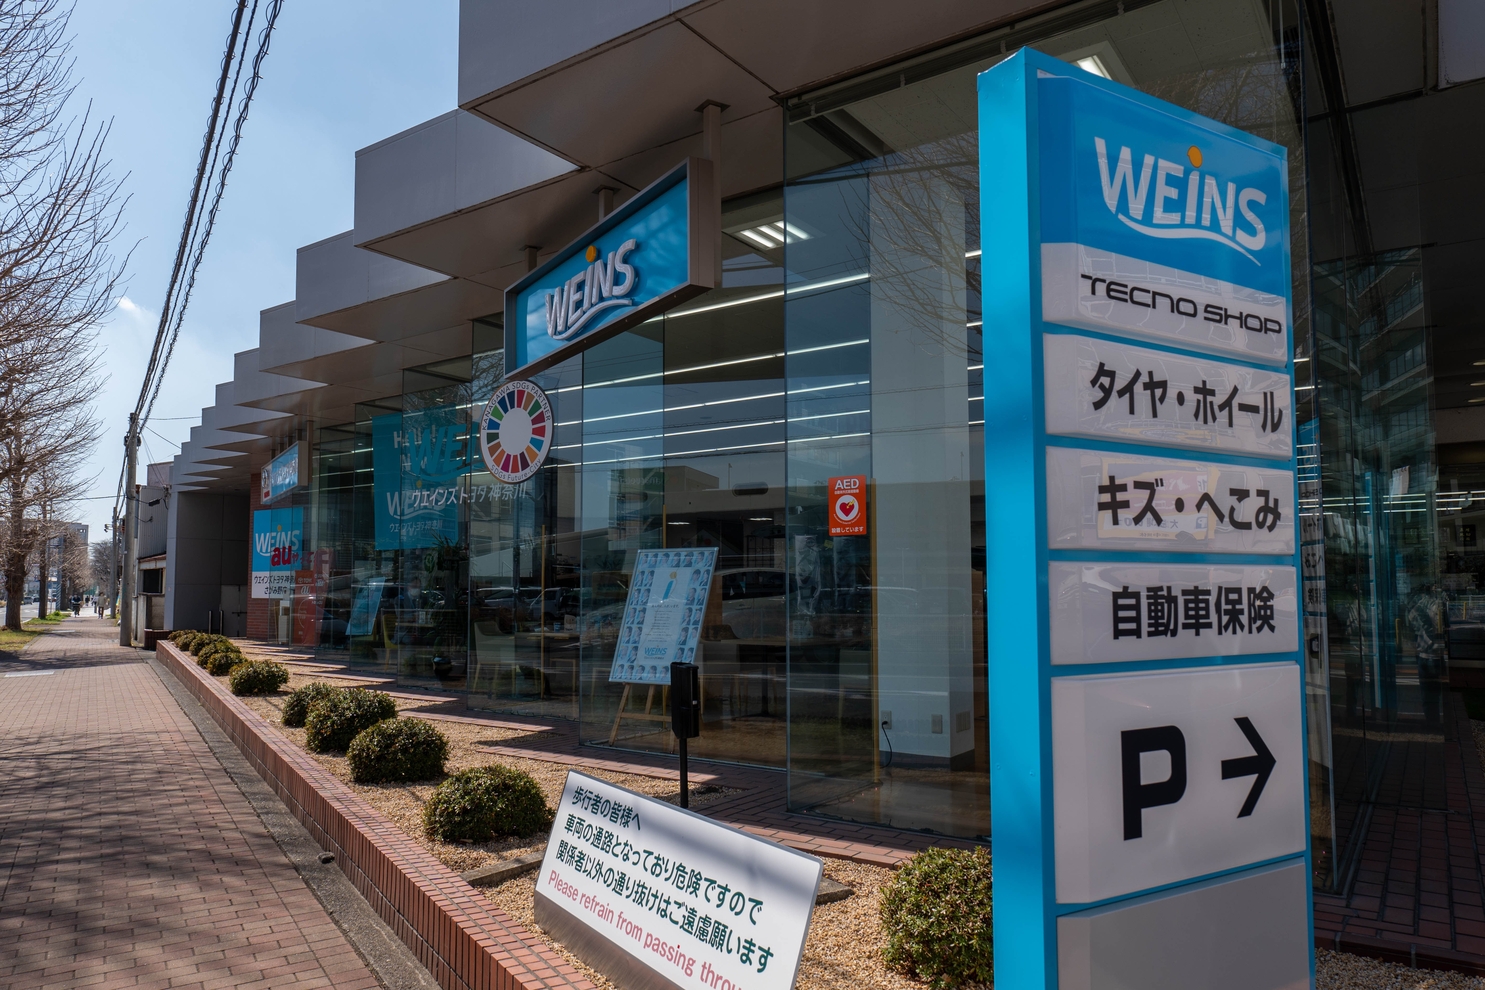 WEiNS
TECNO SHOP
タイヤ・ホイール
キズ・へこみ
自動車保険
P →
WEiNS
KANAGAWA SDGs PARTNER
AED
WEiNS
au
ウエインズトヨタ神奈川
WEiNS
歩行者の皆様へ
車両の通路となっており危険ですので
関係者以外の通り抜けはご遠慮願います
Please refrain from passing